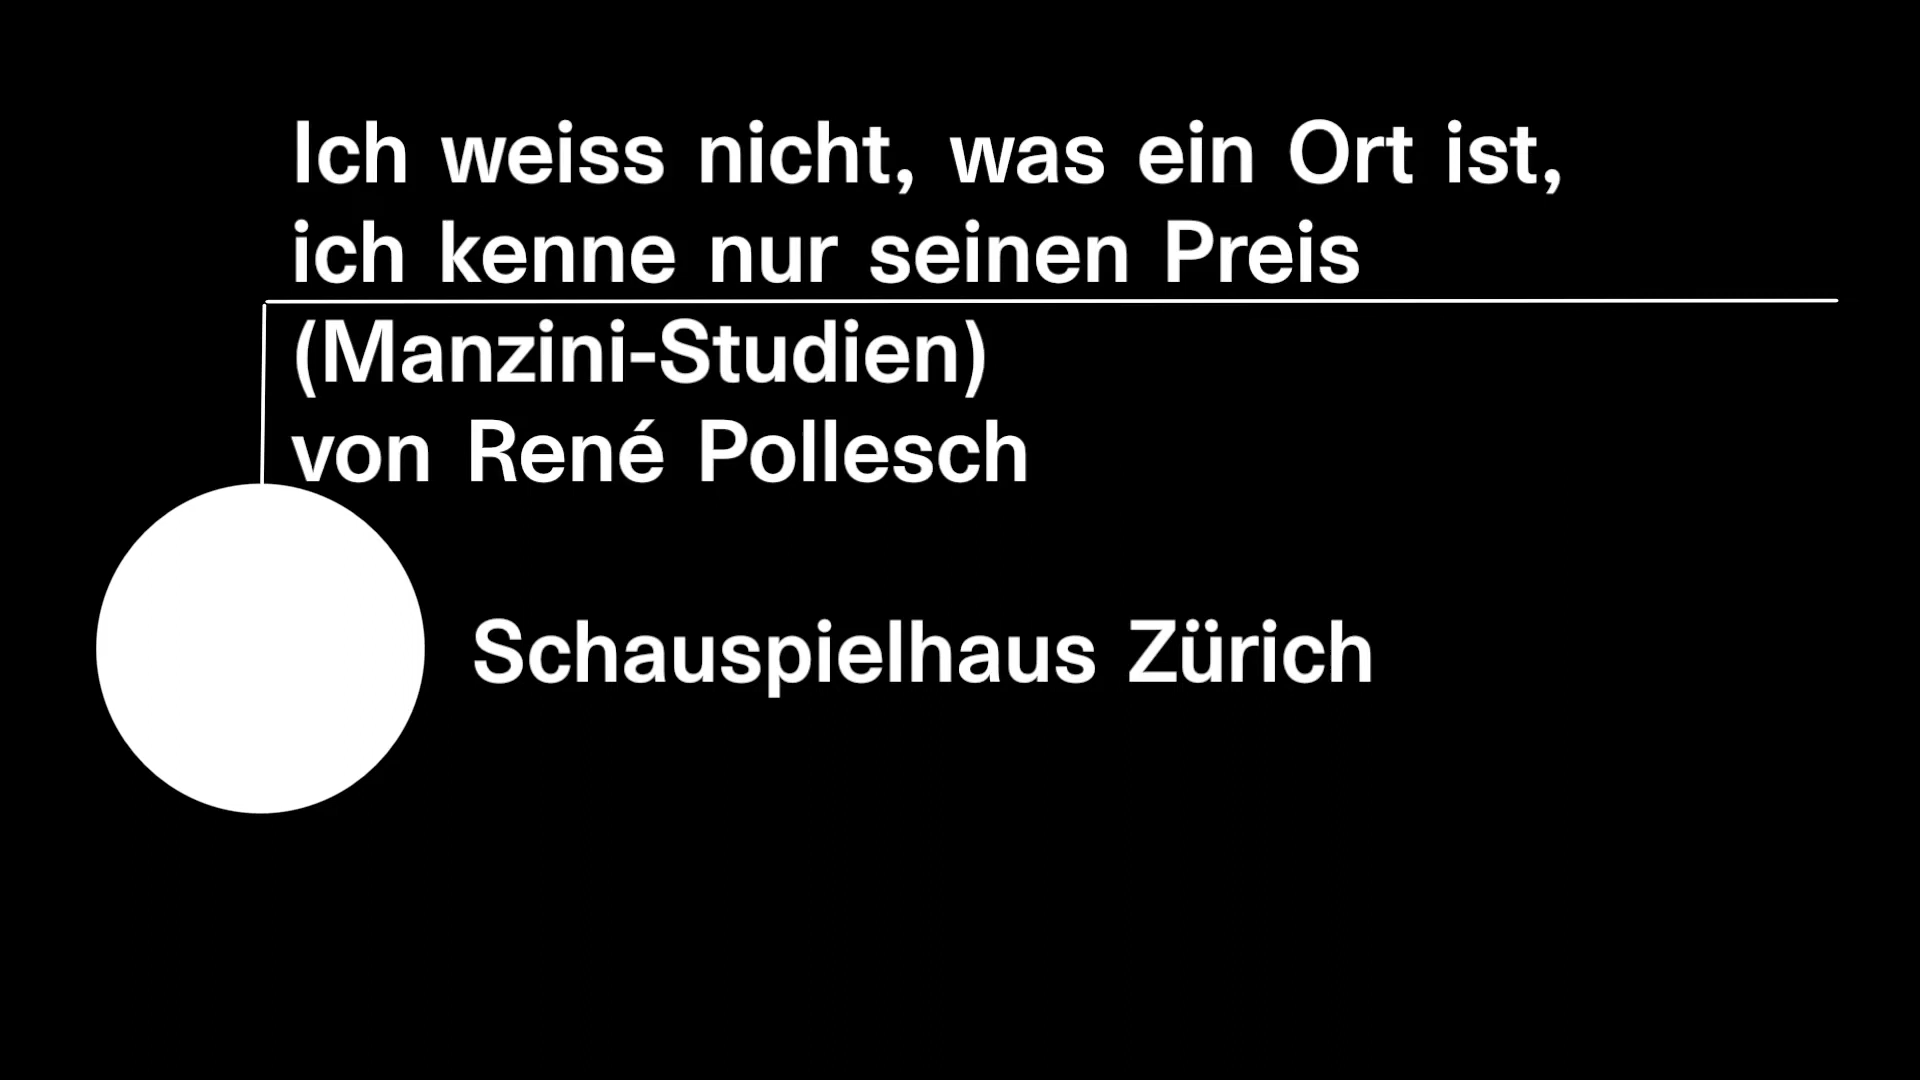 Ich weiss nicht, was ein Ort ist,
ich kenne nur seinen Preis
(Manzini-Studien)
von René Pollesch
Schauspielhaus Zürich